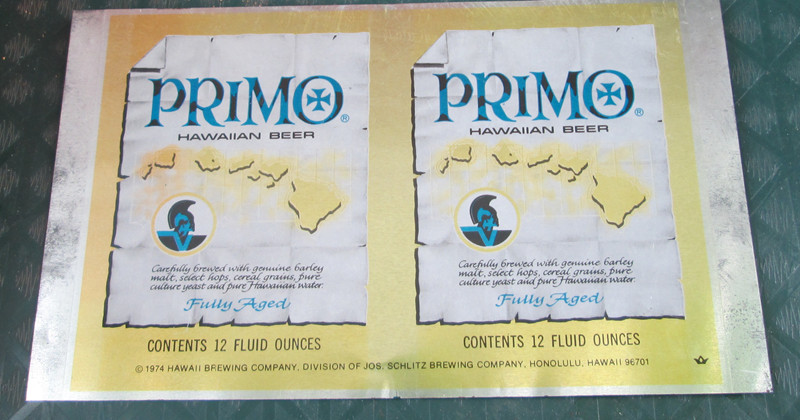 PRIMO®
HAWAIIAN BEER
Carefully brewed with genuine barley
malt, select hops, cereal grains, pure
culture yeast and pure Hawaiian water.
Fully Aged
CONTENTS 12 FLUID OUNCES
PRIMO®
HAWAIIAN BEER
Carefully brewed with genuine barley
malt, select hops, cereal grains, pure
culture yeast and pure Hawaiian water.
Fully Aged
CONTENTS 12 FLUID OUNCES
© 1974 HAWAII BREWING COMPANY, DIVISION OF JOS. SCHLITZ BREWING COMPANY, HONOLULU, HAWAII 96701